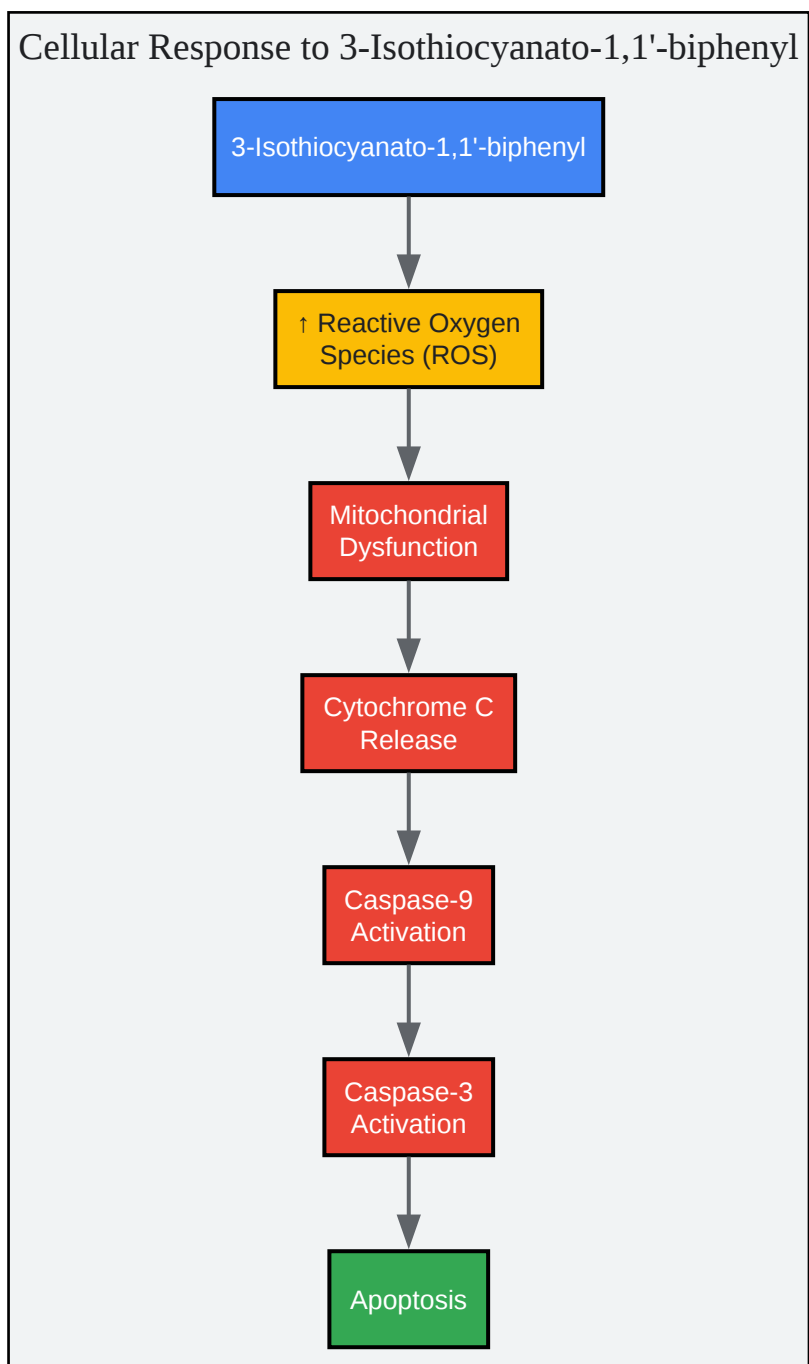 Cellular Response to 3-Isothiocyanato-1,1'-biphenyl
3-Isothiocyanato-1,1'-biphenyl
↑ Reactive Oxygen
Species (ROS)
Mitochondrial
Dysfunction
Cytochrome C
Release
Caspase-9
Activation
Caspase-3
Activation
Apoptosis